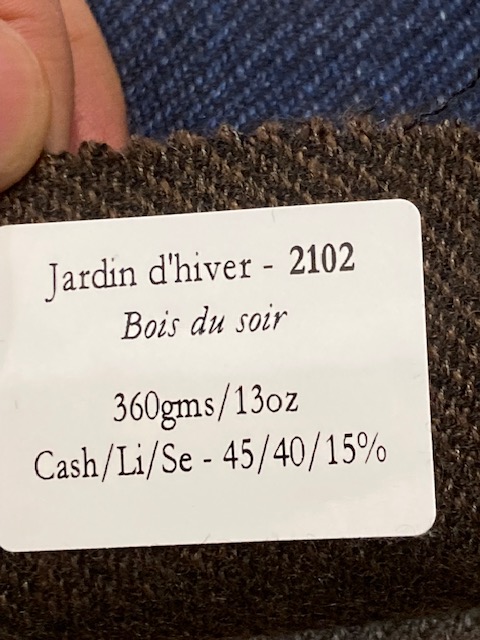 Jardin d'hiver - 2102
Bois du soir
360gms/13oz
Cash/Li/Se - 45/40/15%